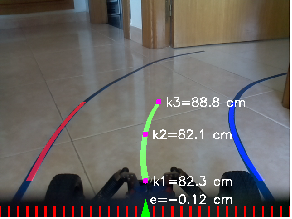 k3=88.8 cm
k2=82.1 cm
k1=82.3 cm
e=-0.12 cm